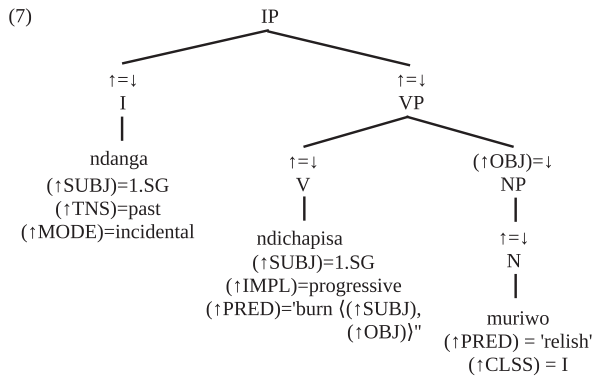 (7)
IP
↑=↓
I
↑=↓
VP
ndanga
(↑SUBJ)=1.SG
(↑TNS)=past
(↑MODE)=incidental
↑=↓
V
(↑OBJ)=↓
NP
ndichapisa
(↑SUBJ)=1.SG
(↑IMPL)=progressive
(↑PRED)='burn ⟨(↑SUBJ),
(↑OBJ)⟩"
↑=↓
N
muriwo
(↑PRED) = 'relish'
(↑CLSS) = I